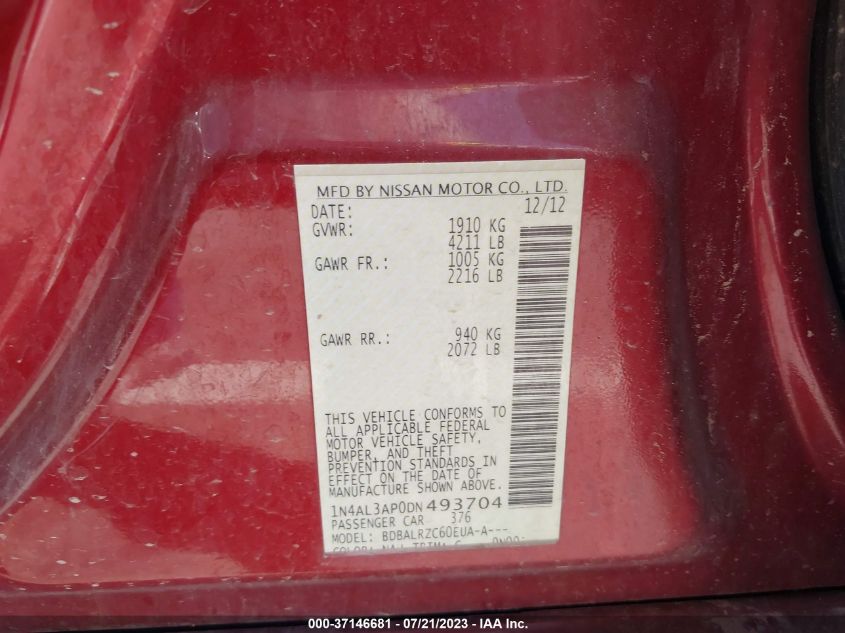 MFD BY NISSAN MOTOR CO., LTD.
DATE: 12/12
GVWR: 1910 KG
4211 LB
GAWR FR.: 1005 KG
2216 LB
GAWR RR.: 940 KG
2072 LB
THIS VEHICLE CONFORMS TO
ALL APPLICABLE FEDERAL
MOTOR VEHICLE SAFETY,
BUMPER, AND THEFT
PREVENTION STANDARDS IN
EFFECT ON THE DATE OF
MANUFACTURE SHOWN ABOVE.
1N4AL3AP0DN493704
PASSENGER CAR 376
MODEL: BDBALRZC60EUA-A---
COLOR: NAJ TRIM: G
000-37146681 - 07/21/2023 - IAA Inc.